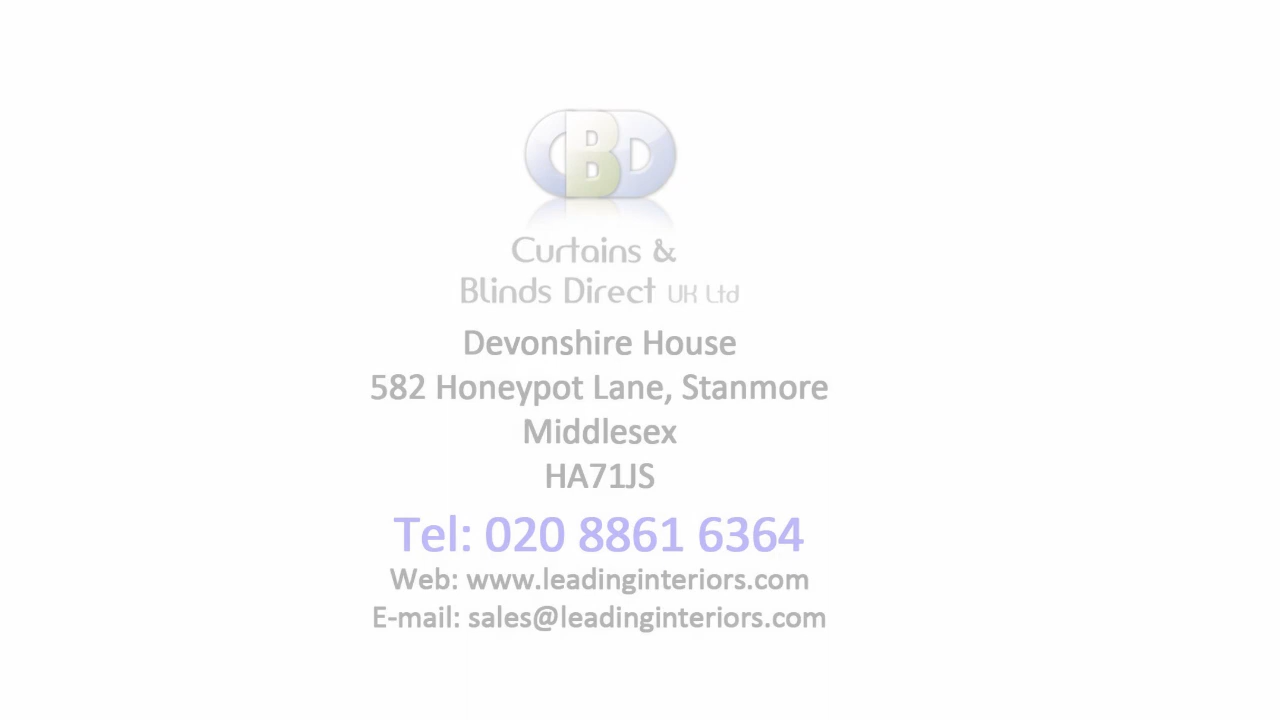 CBD
Curtains &
Blinds Direct UK Ltd
Devonshire House
582 Honeypot Lane, Stanmore
Middlesex
HA71JS
Tel: 020 8861 6364
Web: www.leadinginteriors.com
E-mail: sales@leadinginteriors.com